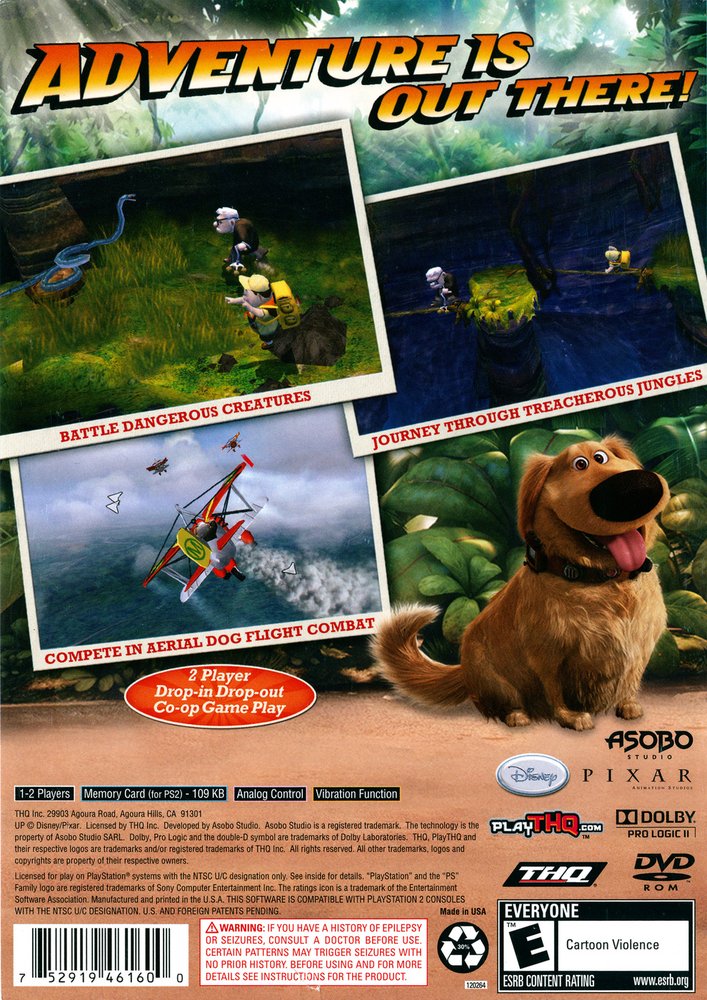 ADVENTURE IS
OUT THERE!
BATTLE DANGEROUS CREATURES
JOURNEY THROUGH TREACHEROUS JUNGLES
COMPETE IN AERIAL DOG FLIGHT COMBAT
2 Player
Drop-in Drop-out
Co-op Game Play
ASOBO
STUDIO
Disney
PIXAR
ANIMATION STUDIOS
1-2 Players
Memory Card (for PS2) - 109 KB
Analog Control
Vibration Function
THQ Inc. 29903 Agoura Road, Agoura Hills, CA 91301
UP © Disney/Pixar. Licensed by THQ Inc. Developed by Asobo Studio. Asobo Studio is a registered trademark. The technology is the
property of Asobo Studio SARL. Dolby, Pro Logic and the double-D symbol are trademarks of Dolby Laboratories. THQ, PlayTHQ and
their respective logos are trademarks and/or registered trademarks of THQ Inc. All rights reserved. All other trademarks, logos and
copyrights are property of their respective owners.
Licensed for play on PlayStation® systems with the NTSC U/C designation only. See inside for details. "PlayStation" and the "PS"
Family logo are registered trademarks of Sony Computer Entertainment Inc. The ratings icon is a trademark of the Entertainment
Software Association. Manufactured and printed in the U.S.A. THIS SOFTWARE IS COMPATIBLE WITH PLAYSTATION 2 CONSOLES
WITH THE NTSC U/C DESIGNATION. U.S. AND FOREIGN PATENTS PENDING.
PLAYTHQ.COM
DOLBY
PRO LOGIC II
THQ
DVD
ROM
Made in USA
30%
120264
7 52919 46160 0
WARNING: IF YOU HAVE A HISTORY OF EPILEPSY
OR SEIZURES, CONSULT A DOCTOR BEFORE USE.
CERTAIN PATTERNS MAY TRIGGER SEIZURES WITH
NO PRIOR HISTORY. BEFORE USING AND FOR MORE
DETAILS SEE INSTRUCTIONS FOR THE PRODUCT.
EVERYONE
E
TM
Cartoon Violence
ESRB CONTENT RATING
www.esrb.org